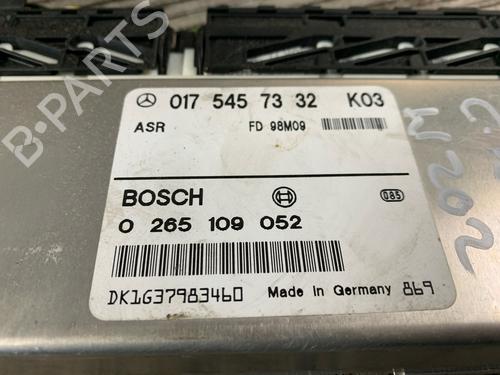 017 545 73 32 K03
ASR FD 98M09
BOSCH 085
0 265 109 052
DK1G37983460 Made in Germany 869
W202
B-PARTS